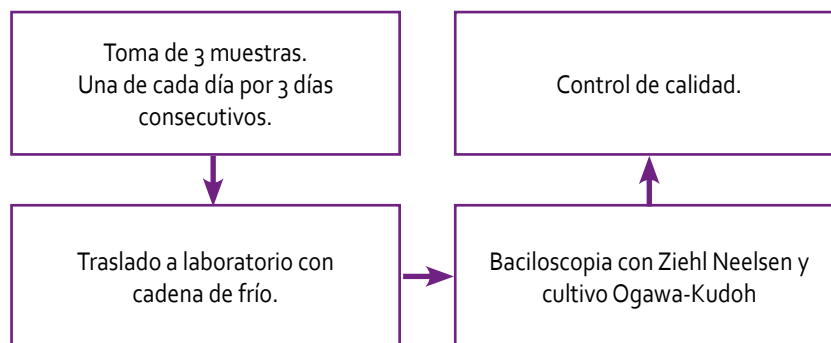 Toma de 3 muestras.
Una de cada día por 3 días
consecutivos.
Traslado a laboratorio con
cadena de frío.
Baciloscopia con Ziehl Neelsen y
cultivo Ogawa-Kudoh
Control de calidad.